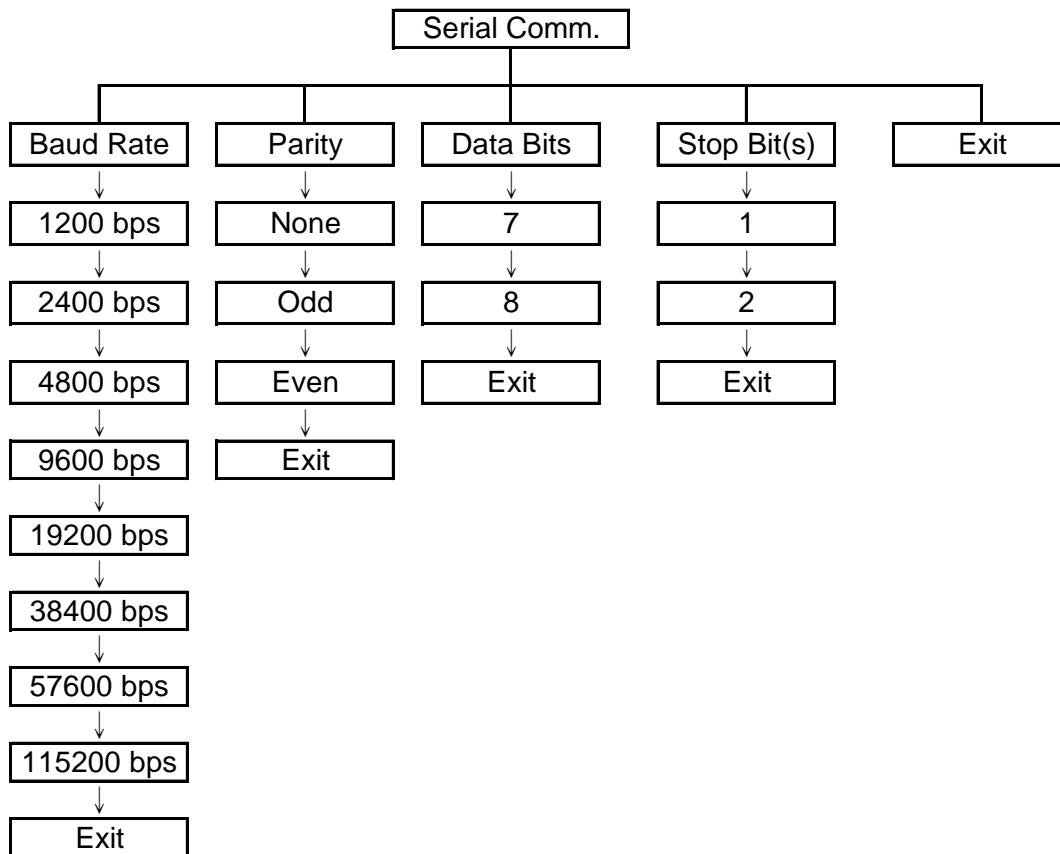 Serial Comm.
Baud Rate
Parity
Data Bits
Stop Bit(s)
Exit
1200 bps
None
7
1
2400 bps
Odd
8
2
4800 bps
Even
Exit
Exit
9600 bps
Exit
19200 bps
38400 bps
57600 bps
115200 bps
Exit